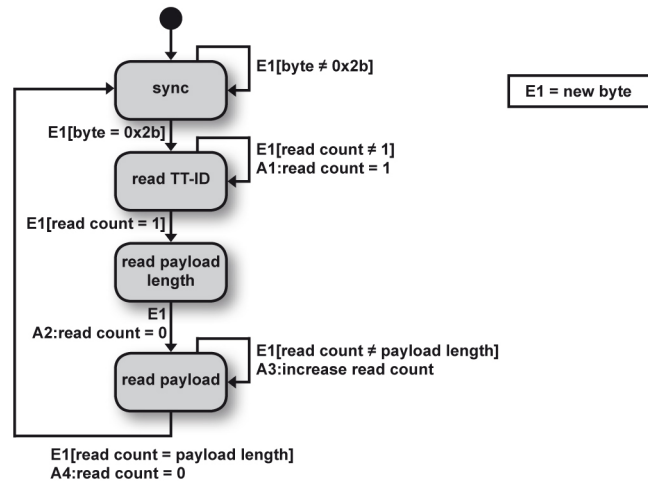 E1[byte ≠ 0x2b]
sync
E1 = new byte
E1[byte = 0x2b]
E1[read count ≠ 1]
A1:read count = 1
read TT-ID
E1[read count = 1]
read payload
length
E1
A2:read count = 0
E1[read count ≠ payload length]
A3:increase read count
read payload
E1[read count = payload length]
A4:read count = 0